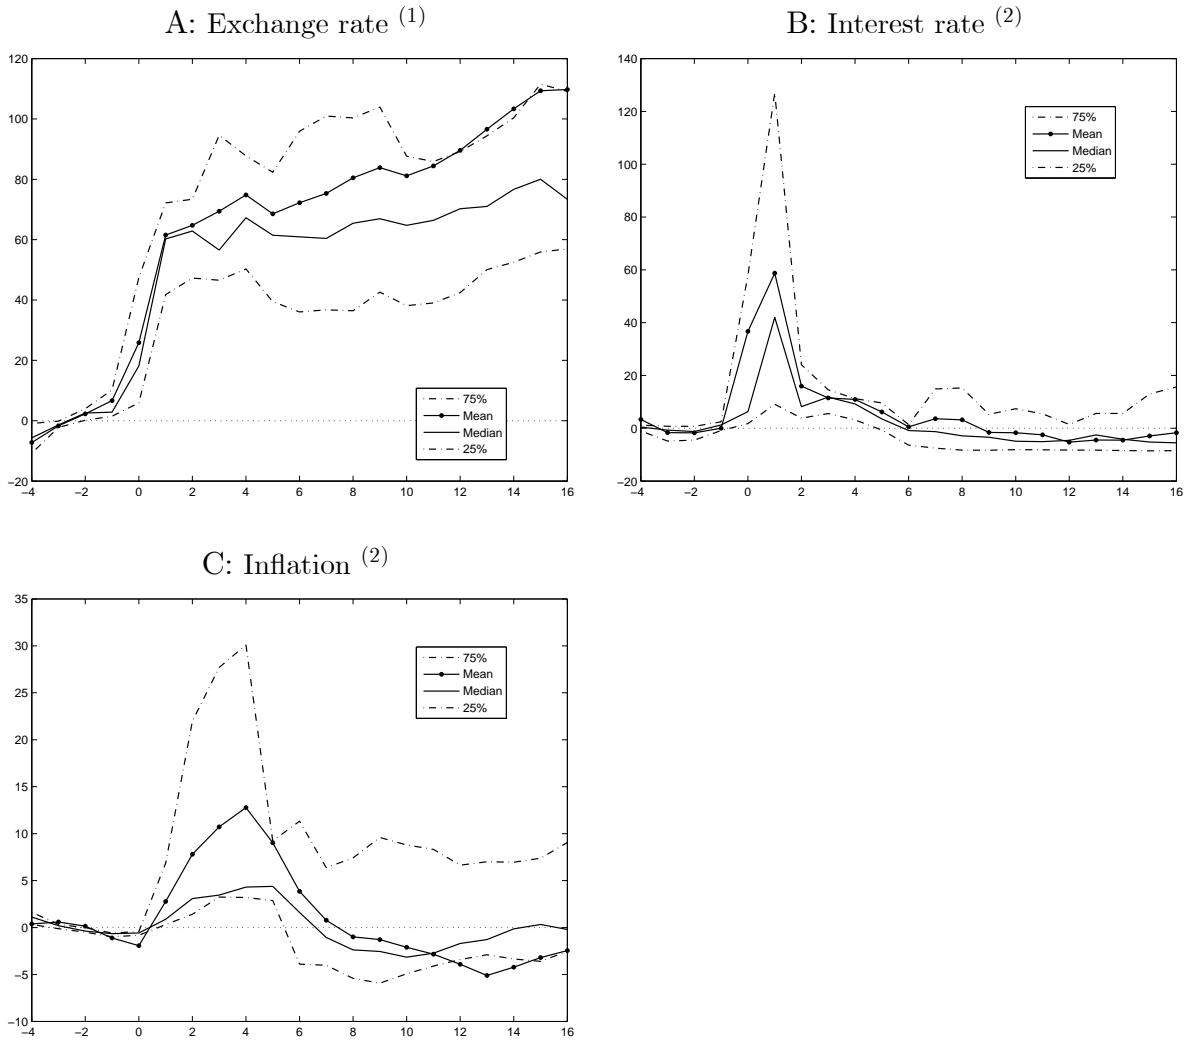 A: Exchange rate (1)
120
100
80
60
40
20
0
−20
−4 −2 0 2 4 6 8 10 12 14 16
75%
Mean
Median
25%
B: Interest rate (2)
140
120
100
80
60
40
20
0
−20
−4 −2 0 2 4 6 8 10 12 14 16
75%
Mean
Median
25%
C: Inflation (2)
35
30
25
20
15
10
5
0
−5
−10
−4 −2 0 2 4 6 8 10 12 14 16
75%
Mean
Median
25%